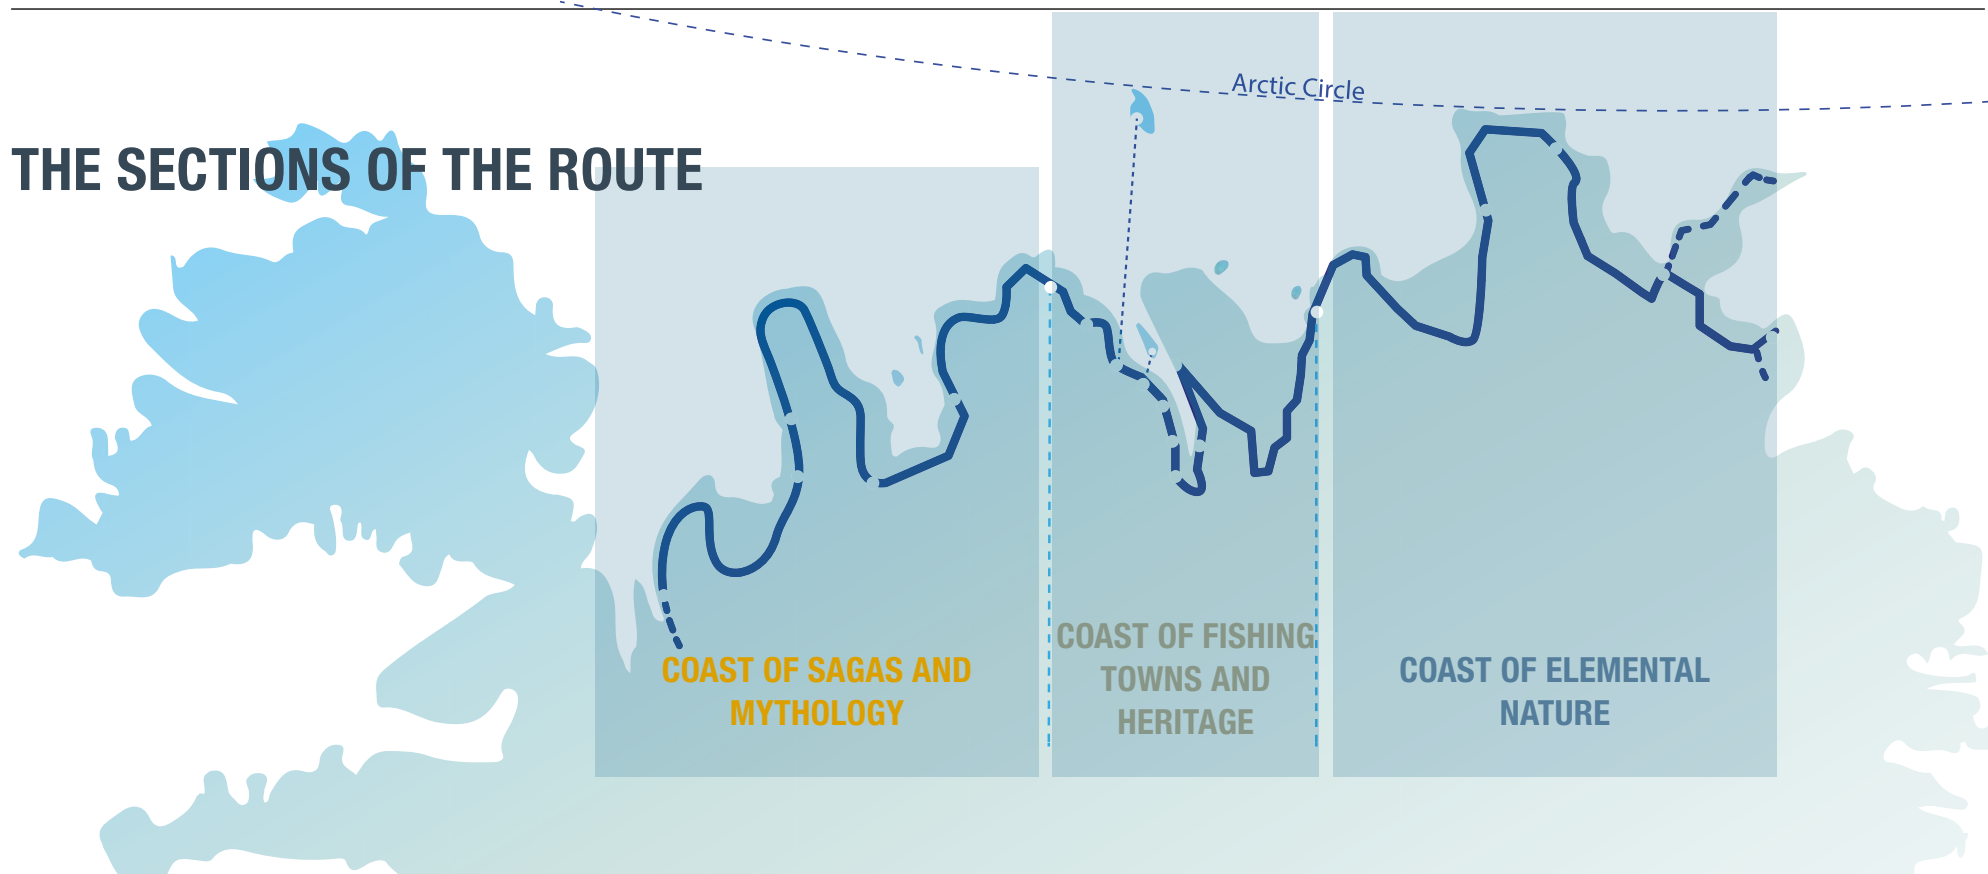 Arctic Circle
THE SECTIONS OF THE ROUTE
COAST OF SAGAS AND
MYTHOLOGY
COAST OF FISHING
TOWNS AND
HERITAGE
COAST OF ELEMENTAL
NATURE